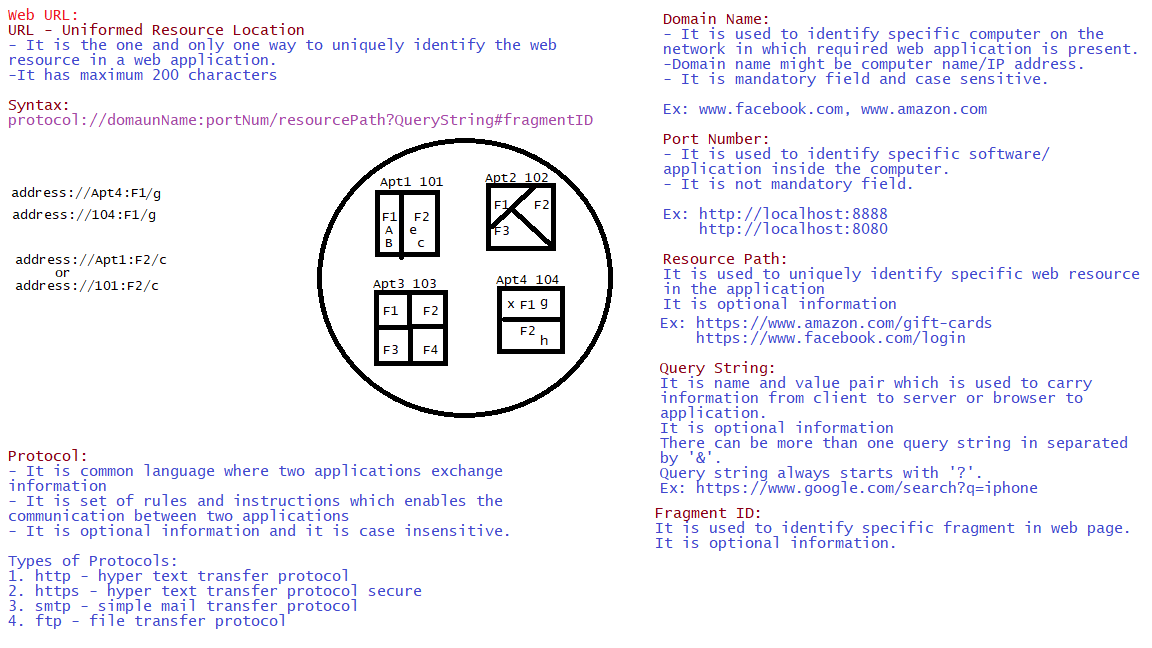 Web URL:
URL - Uniformed Resource Location
- It is the one and only one way to uniquely identify the web
resource in a web application.
-It has maximum 200 characters
Syntax:
protocol://domaunName:portNum/resourcePath?QueryString#fragmentID
address://Apt4:F1/g
address://104:F1/g
address://Apt1:F2/c
or
address://101:F2/c
Apt1 101
F1 F2
A e
B c
Apt2 102
F1 F2
F3
Apt3 103
F1 F2
F3 F4
Apt4 104
x F1 g
F2
h
Protocol:
- It is common language where two applications exchange
information
- It is set of rules and instructions which enables the
communication between two applications
- It is optional information and it is case insensitive.
Types of Protocols:
1. http - hyper text transfer protocol
2. https - hyper text transfer protocol secure
3. smtp - simple mail transfer protocol
4. ftp - file transfer protocol
Domain Name:
- It is used to identify specific computer on the
network in which required web application is present.
-Domain name might be computer name/IP address.
- It is mandatory field and case sensitive.
Ex: www.facebook.com, www.amazon.com
Port Number:
- It is used to identify specific software/
application inside the computer.
- It is not mandatory field.
Ex: http://localhost:8888
http://localhost:8080
Resource Path:
It is used to uniquely identify specific web resource
in the application
It is optional information
Ex: https://www.amazon.com/gift-cards
https://www.facebook.com/login
Query String:
It is name and value pair which is used to carry
information from client to server or browser to
application.
It is optional information
There can be more than one query string in separated
by '&'.
Query string always starts with '?'.
Ex: https://www.google.com/search?q=iphone
Fragment ID:
It is used to identify specific fragment in web page.
It is optional information.